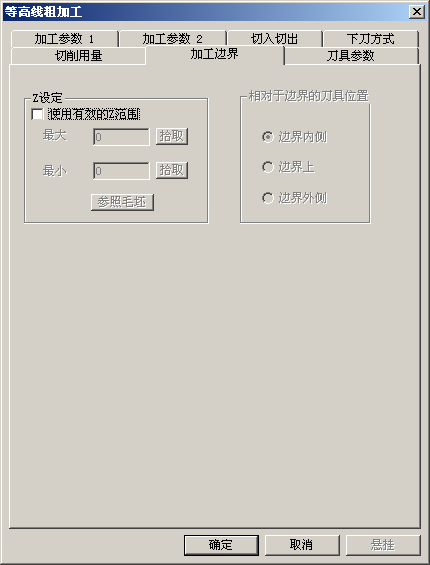 等高线粗加工
加工参数 1
加工参数 2
切入切出
下刀方式
切削用量
加工边界
刀具参数
Z设定
使用有效的Z范围
最大
0
拾取
最小
0
拾取
参照毛坯
相对于边界的刀具位置
边界内侧
边界上
边界外侧
确定
取消
悬挂